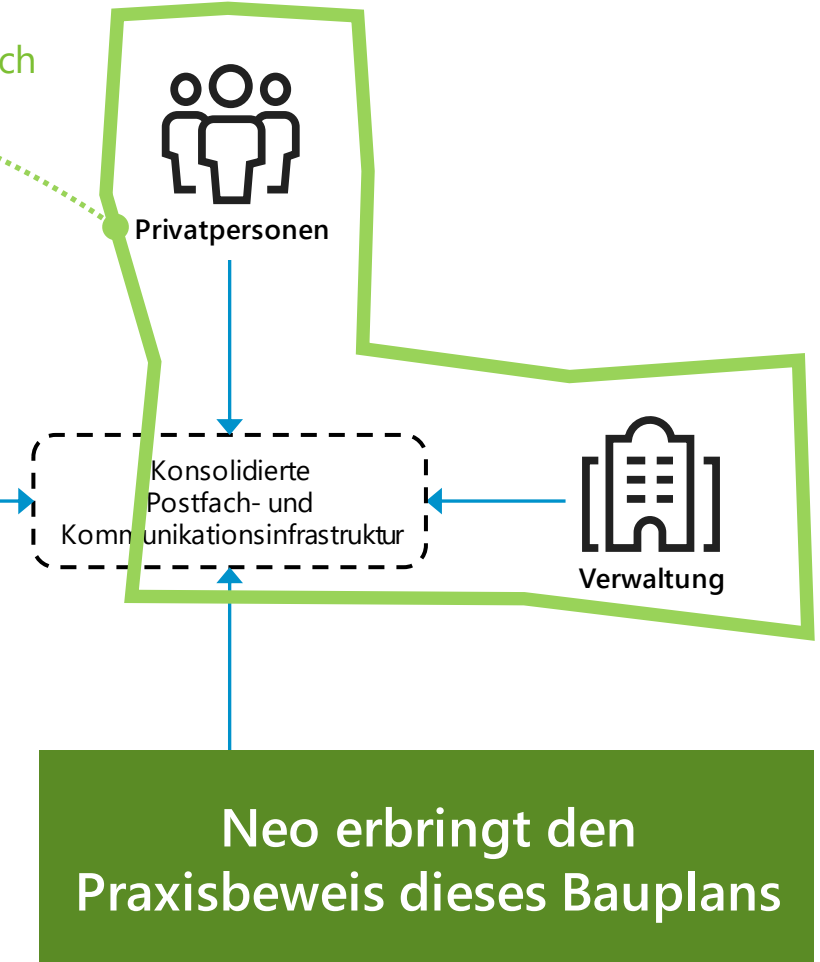 ch
Privatpersonen
Konsolidierte
Postfach- und
Kommunikationsinfrastruktur
Verwaltung
Neo erbringt den
Praxisbeweis dieses Bauplans